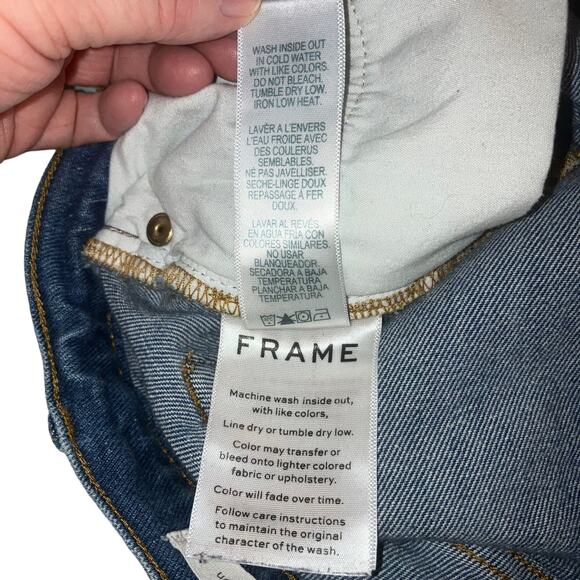 WASH INSIDE OUT
IN COLD WATER
WITH LIKE COLORS.
DO NOT BLEACH.
TUMBLE DRY LOW.
IRON LOW HEAT.
LAVÉR A L'ENVERS
L'EAU FROIDE AVEC
DES COULERUS
SEMBLABLES.
NE PAS JAVELLISER.
SECHE-LINGE DOUX
REPASSAGE À FER
DOUX.
LAVAR AL REVÉS
EN AGUA FRIA CON
COLORES SIMILARES.
NO USAR
BLANQUEADOR.
SECADORA A BAJA
TEMPERATURA
PLANCHAR A BAJA
TEMPERATURA.
FRAME
Machine wash inside out,
with like colors,
Line dry or tumble dry low.
Color may transfer or
bleed onto lighter colored
fabric or upholstery.
Color will fade over time.
Follow care instructions
to maintain the original
character of the wash.